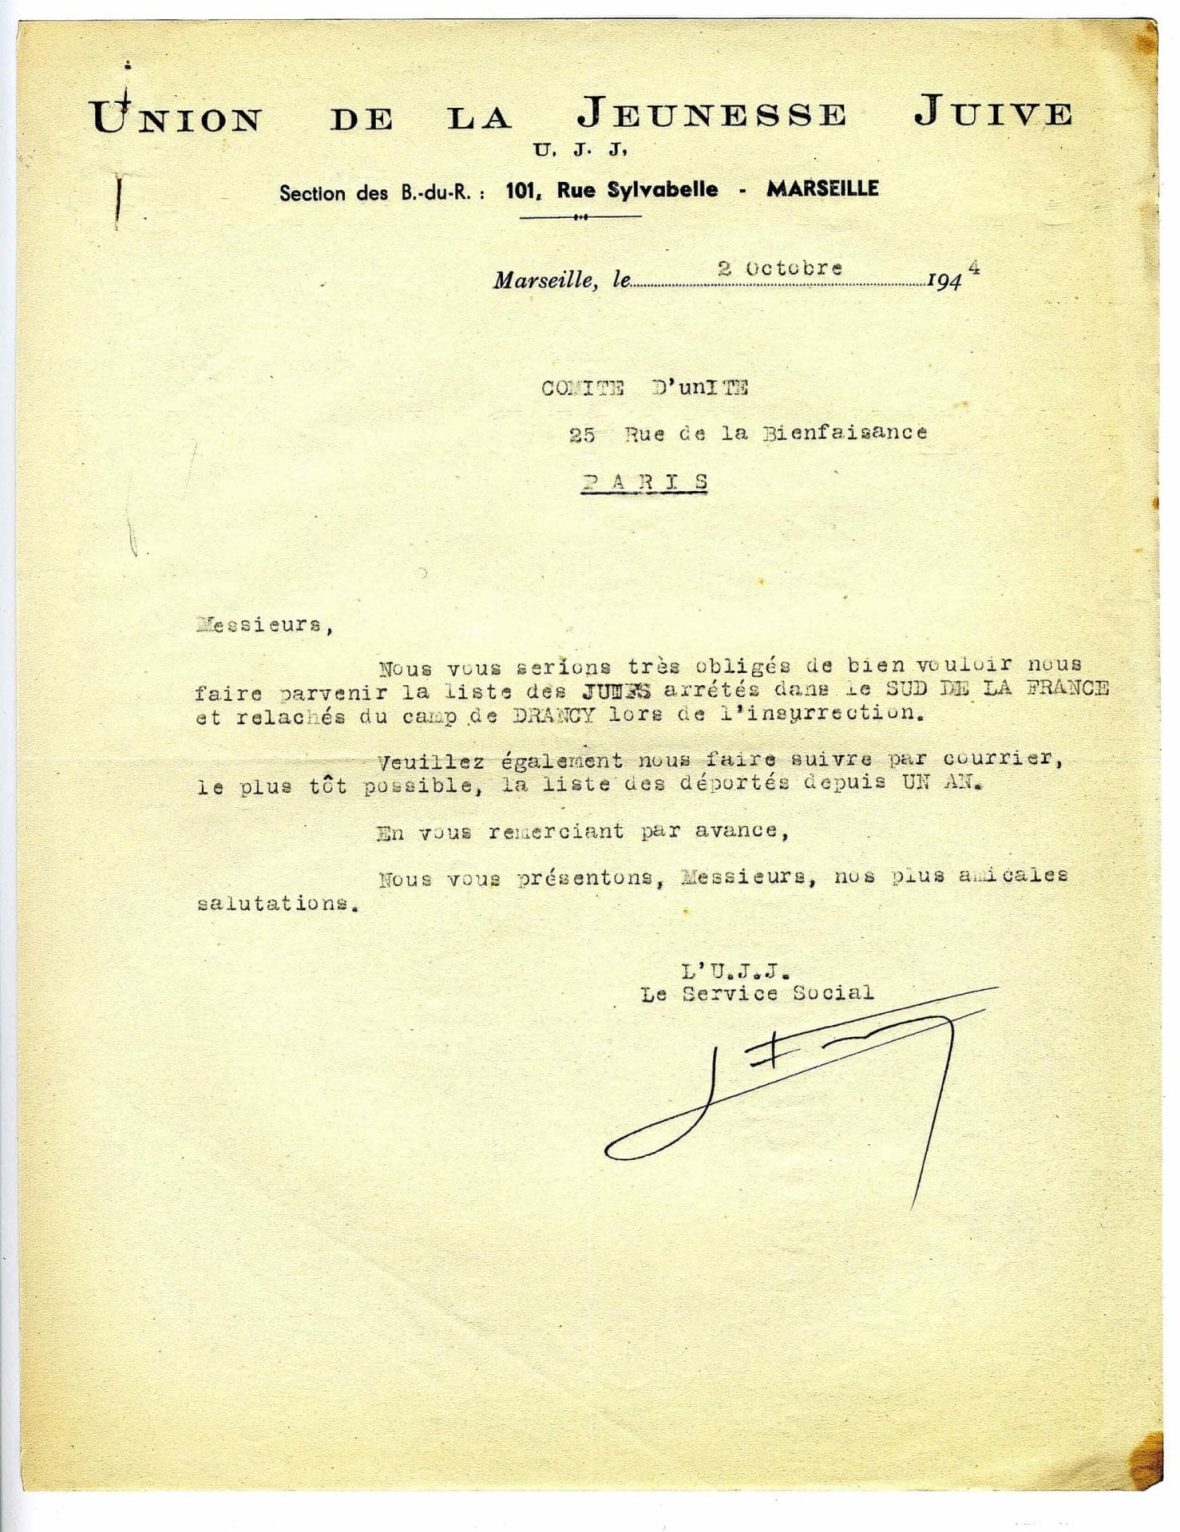 UNION DE LA JEUNESSE JUIVE
U. J. J.
Section des B.-du-R. : 101, Rue Sylvabelle - MARSEILLE
Marseille, le 2 Octobre 1944
COMITE D'unITE
25 Rue de la Bienfaisance
PARIS
Messieurs,
Nous vous serions très obligés de bien vouloir nous
faire parvenir la liste des JUIFS arrétés dans le SUD DE LA FRANCE
et relachés du camp de DRANCY lors de l'insurrection.
Veuillez également nous faire suivre par courrier,
le plus tôt possible, la liste des déportés depuis UN AN.
En vous remerciant par avance,
Nous vous présentons, Messieurs, nos plus amicales
salutations.
L'U.J.J.
Le Service Social